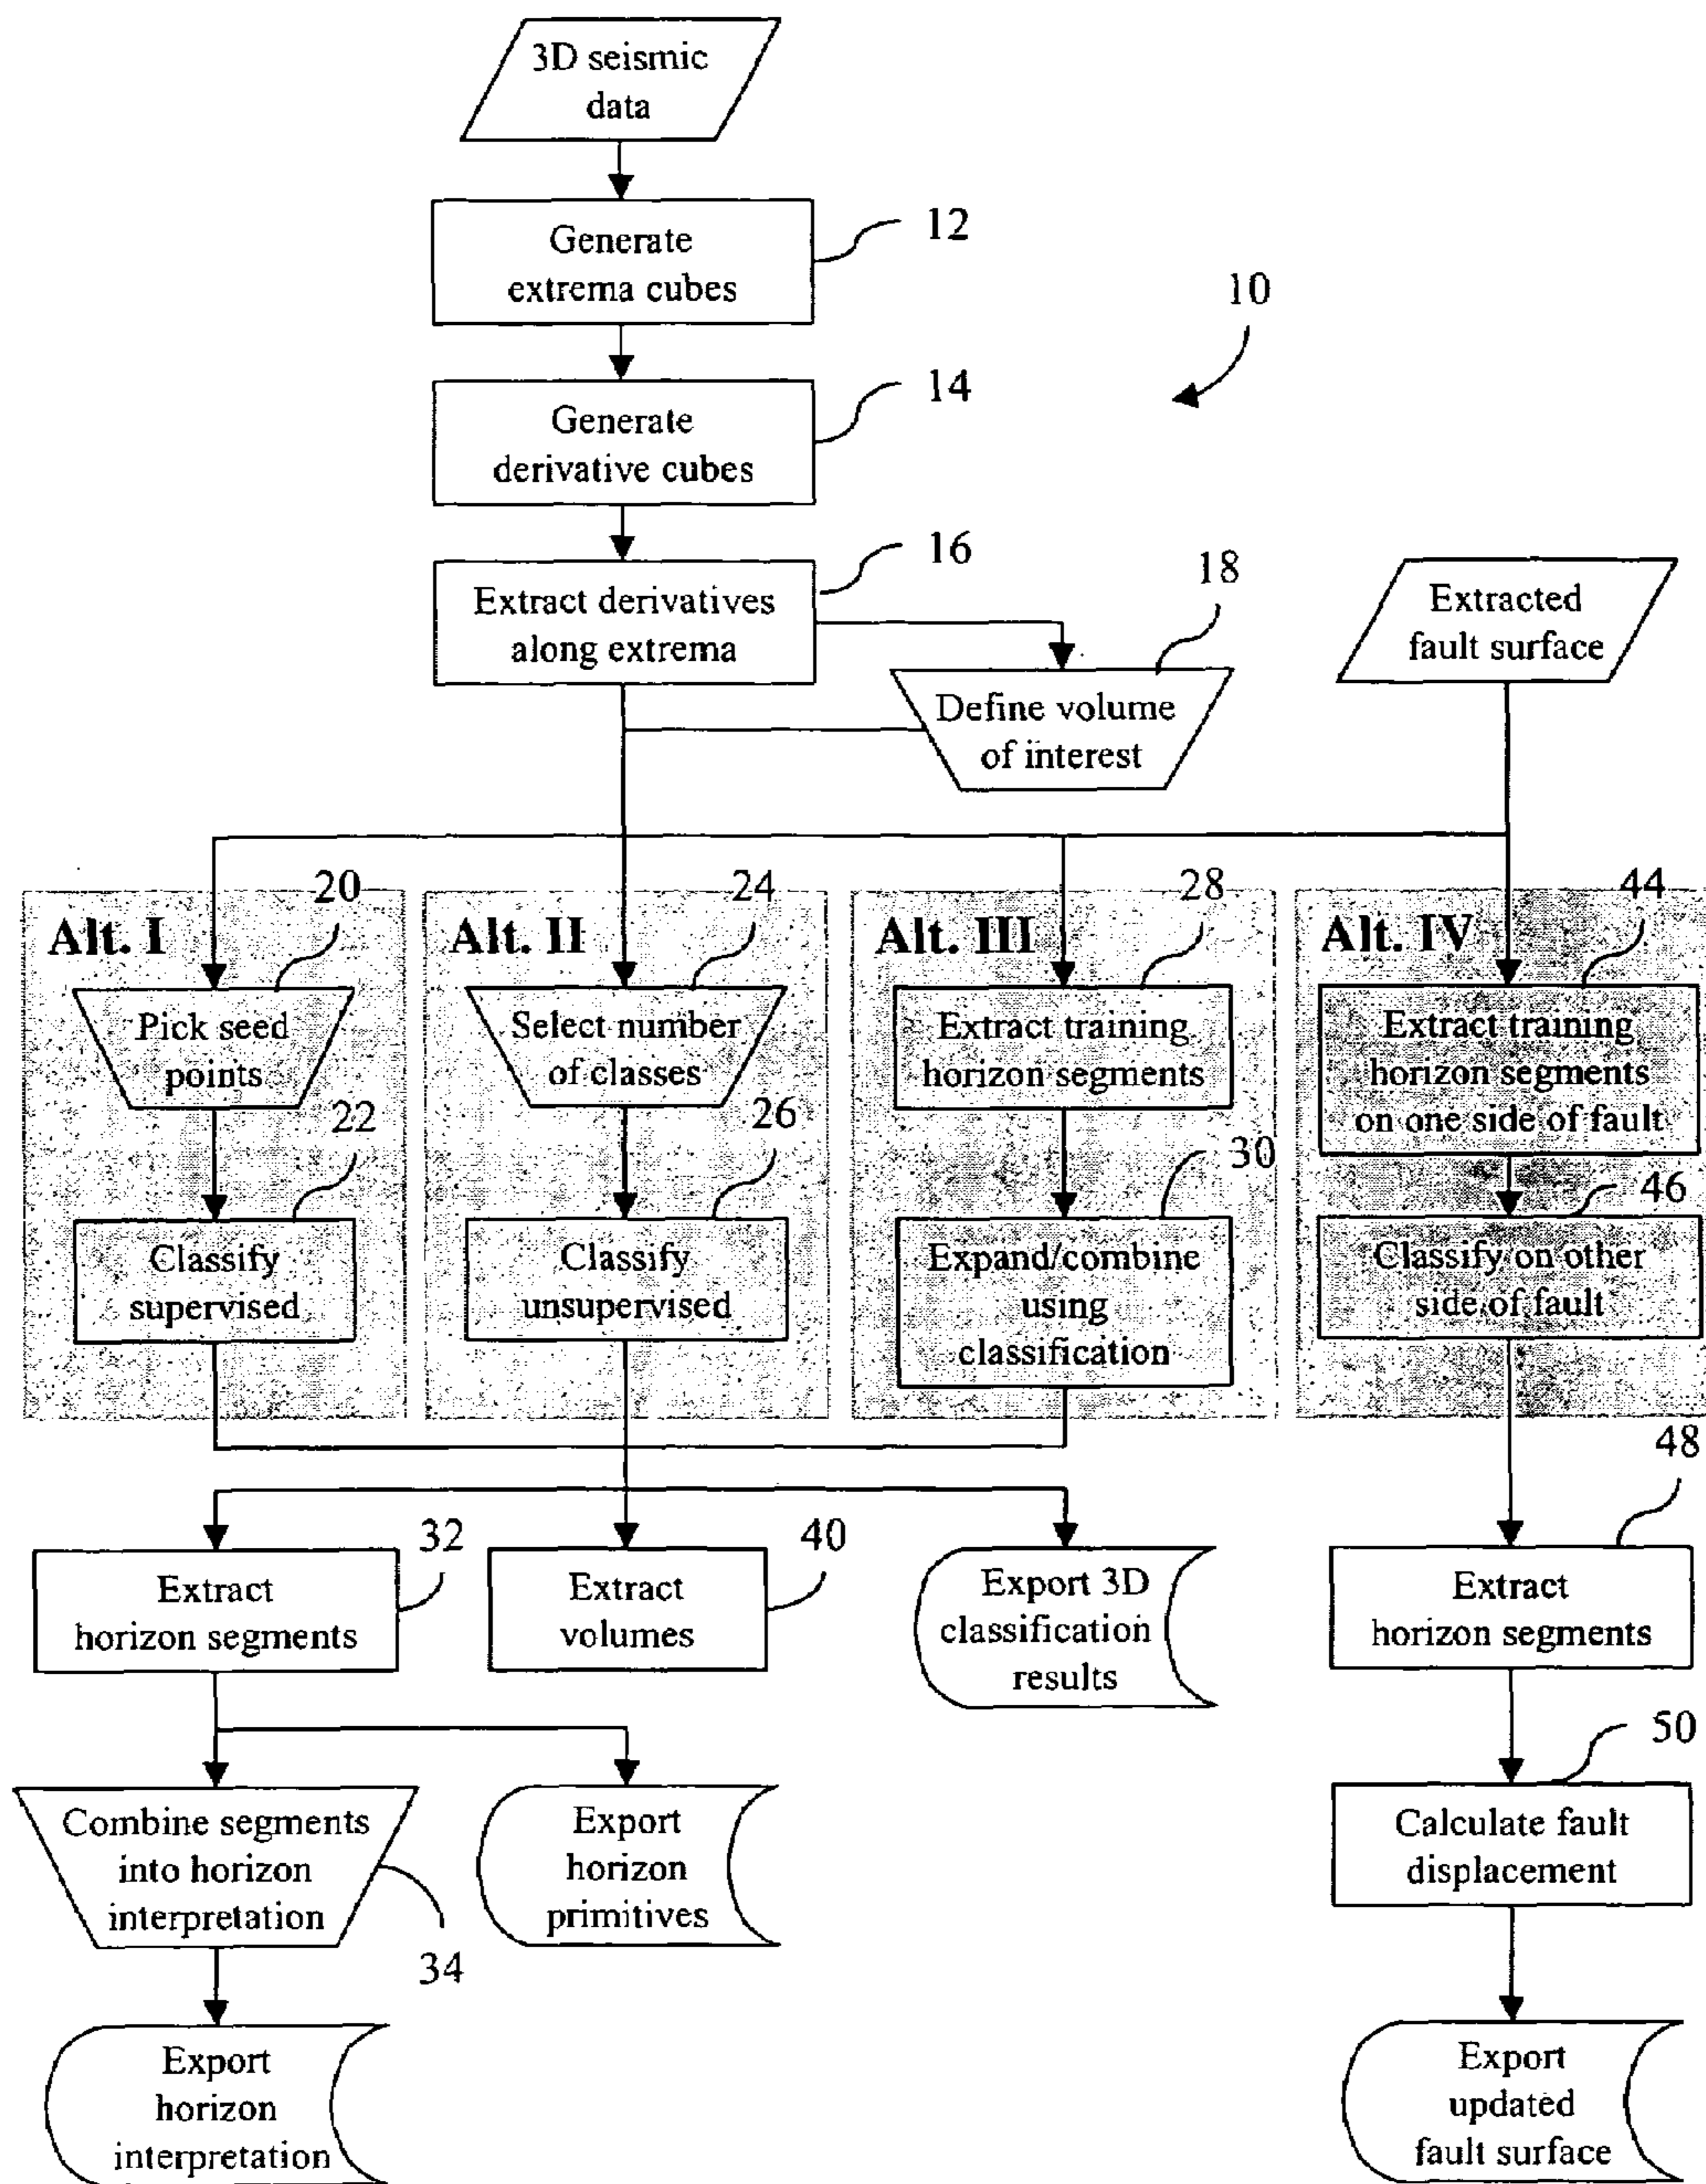 3D seismic
data
Generate
extrema cubes
12
10
Generate
derivative cubes
14
Extract derivatives
along extrema
16
18
Define volume
of interest
Extracted
fault surface
Alt. I
20
Pick seed
points
22
Classify
supervised
Alt. II
24
Select number
of classes
26
Classify
unsupervised
Alt. III
28
Extract training
horizon segments
30
Expand/combine
using
classification
Alt. IV
44
Extract training
horizon segments
on one side of fault
46
Classify on other
side of fault
48
Extract
horizon segments
32
Extract
volumes
40
Export 3D
classification
results
Extract
horizon segments
50
Combine segments
into horizon
interpretation
34
Export
horizon
primitives
Calculate fault
displacement
Export
horizon
interpretation
Export
updated
fault surface